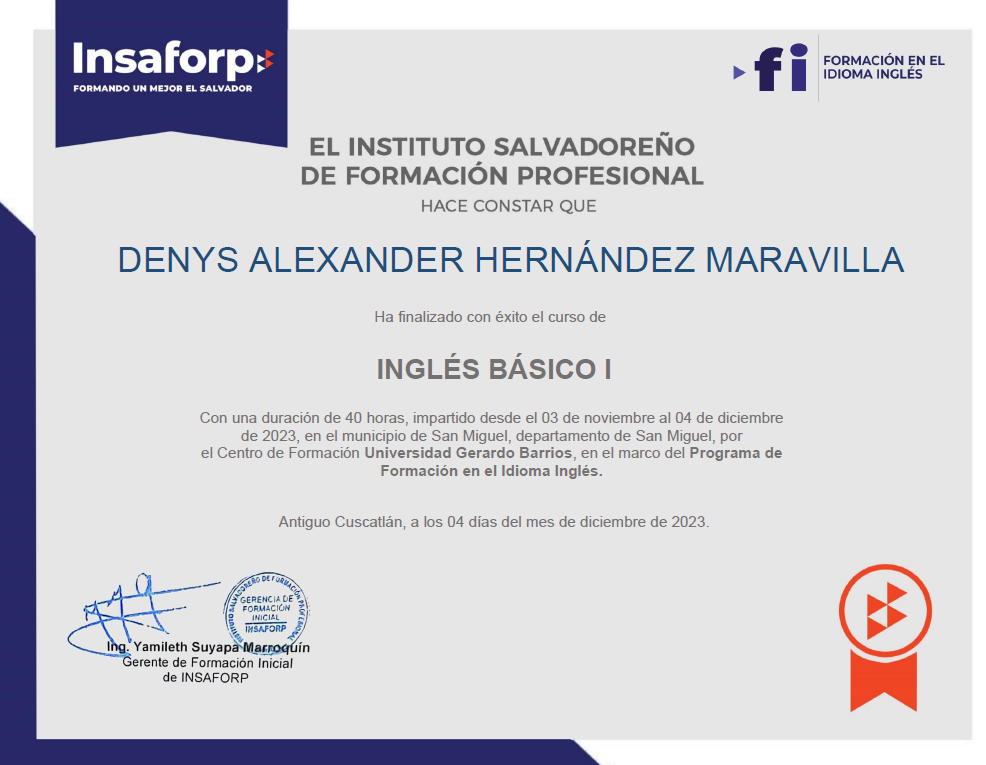 Insaforp
FORMANDO UN MEJOR EL SALVADOR
fi
FORMACIÓN EN EL
IDIOMA INGLÉS
EL INSTITUTO SALVADOREÑO
DE FORMACIÓN PROFESIONAL
HACE CONSTAR QUE
DENYS ALEXANDER HERNÁNDEZ MARAVILLA
Ha finalizado con éxito el curso de
INGLÉS BÁSICO I
Con una duración de 40 horas, impartido desde el 03 de noviembre al 04 de diciembre
de 2023, en el municipio de San Miguel, departamento de San Miguel, por
el Centro de Formación Universidad Gerardo Barrios, en el marco del Programa de
Formación en el Idioma Inglés.
Antiguo Cuscatlán, a los 04 días del mes de diciembre de 2023.
INSTITUTO SALVADOREÑO DE FORMACIÓN PROFESIONAL
GERENCIA DE
FORMACIÓN
INICIAL
INSAFORP
Ing. Yamileth Suyapa Marroquín
Gerente de Formación Inicial
de INSAFORP